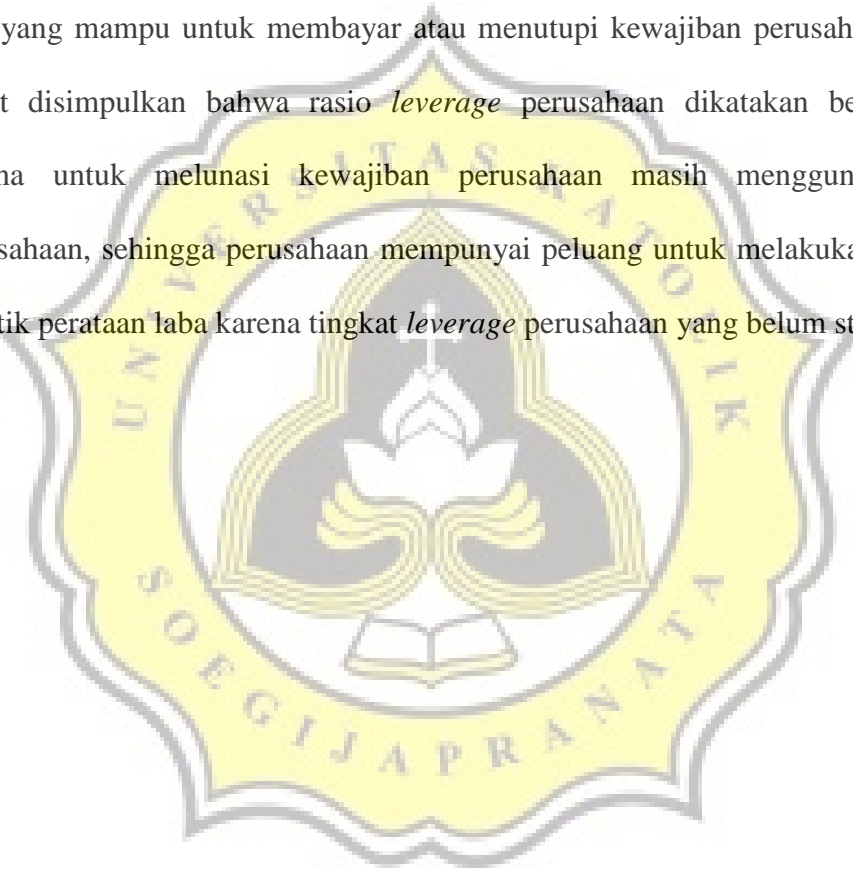 yang mampu untuk membayar atau menutupi kewajiban perusah
t disimpulkan bahwa rasio leverage perusahaan dikatakan be
na untuk melunasi kewajiban perusahaan masih menggun
sahaan, sehingga perusahaan mempunyai peluang untuk melakuka
tik perataan laba karena tingkat leverage perusahaan yang belum st
UNIVERSITAS KATOLIK
SOEGIJAPRANATA